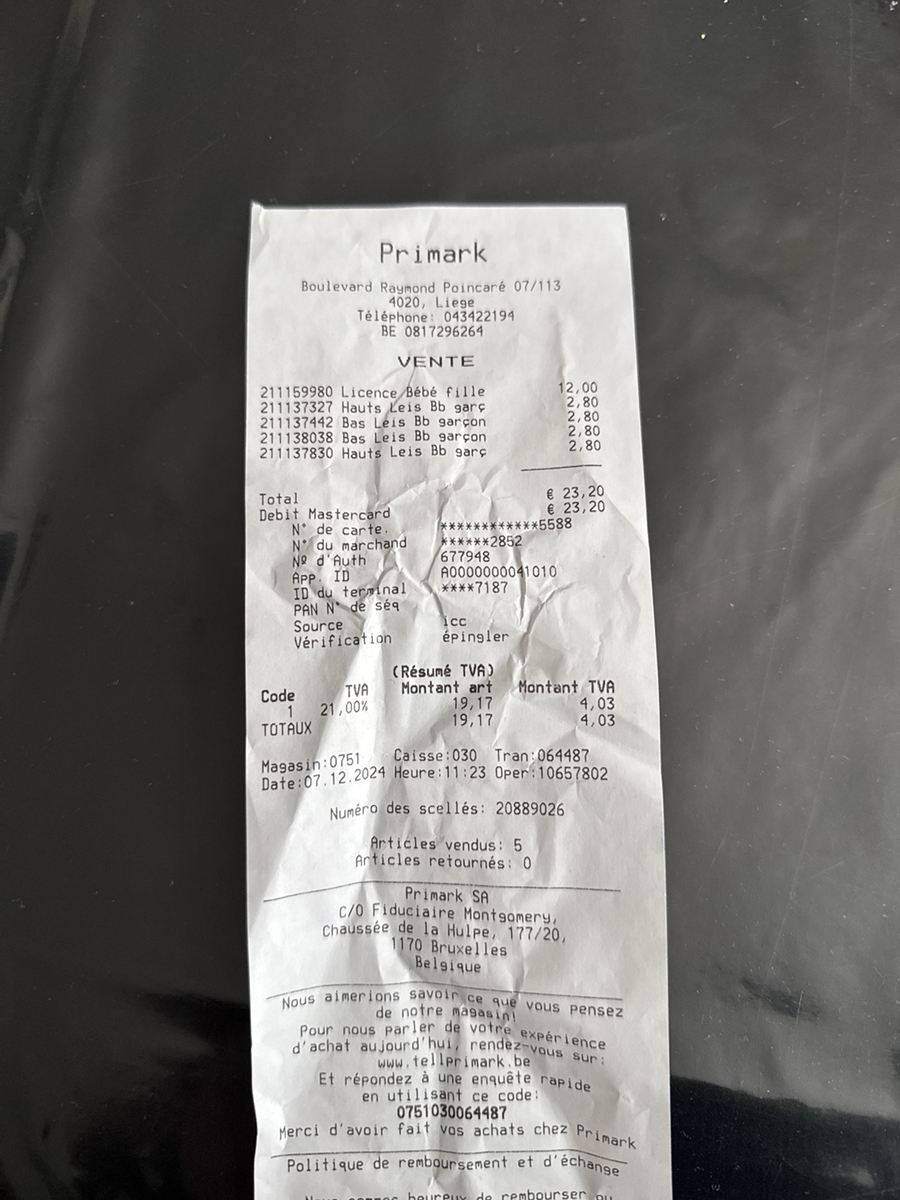 Primark
Boulevard Raymond Poincaré 07/113
4020, Liege
Téléphone: 043422194
BE 0817296264
VENTE
211159980 Licence Bébé fille 12,00
211137327 Hauts Leis Bb garç 2,80
211137442 Bas Leis Bb garçon 2,80
211138038 Bas Leis Bb garçon 2,80
211137830 Hauts Leis Bb garç 2,80
Total € 23,20
Debit Mastercard € 23,20
N° de carte. ************5588
N° du marchand ******2852
Nº d'Auth 677948
App. ID A0000000041010
ID du terminal ****7187
PAN N° de séq
Source icc
Vérification épingler
(Résumé TVA)
Code TVA Montant art Montant TVA
1 21,00% 19,17 4,03
TOTAUX 19,17 4,03
Magasin:0751 Caisse:030 Tran:064487
Date:07.12.2024 Heure:11:23 Oper:10657802
Numéro des scellés: 20889026
Articles vendus: 5
Articles retournés: 0
Primark SA
C/O Fiduciaire Montgomery,
Chaussée de la Hulpe, 177/20,
1170 Bruxelles
Belgique
Nous aimerions savoir ce que vous pensez
de notre magasin!
Pour nous parler de votre expérience
d'achat aujourd'hui, rendez-vous sur:
www.tellprimark.be
Et répondez à une enquête rapide
en utilisant ce code:
0751030064487
Merci d'avoir fait vos achats chez Primark
Politique de remboursement et d'échange
heureux de rembourser ou